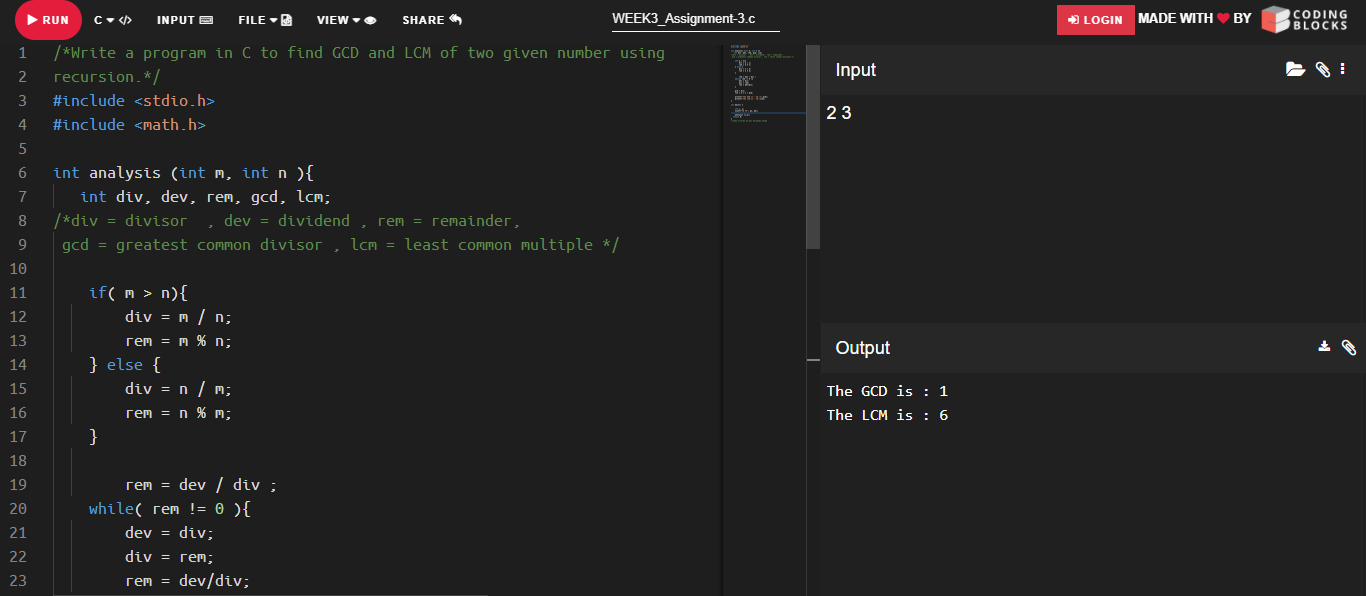 RUN C INPUT FILE VIEW SHARE WEEK3_Assignment-3.c LOGIN MADE WITH BY CODING BLOCKS
1 /*Write a program in C to find GCD and LCM of two given number using
2 recursion.*/
3 #include <stdio.h>
4 #include <math.h>
5
6 int analysis (int m, int n ){
7 int div, dev, rem, gcd, lcm;
8 /*div = divisor , dev = dividend , rem = remainder,
9 gcd = greatest common divisor , lcm = least common multiple */
10
11 if( m > n){
12 div = m / n;
13 rem = m % n;
14 } else {
15 div = n / m;
16 rem = n % m;
17 }
18
19 rem = dev / div ;
20 while( rem != 0 ){
21 dev = div;
22 div = rem;
23 rem = dev/div;
Input
2 3
Output
The GCD is : 1
The LCM is : 6